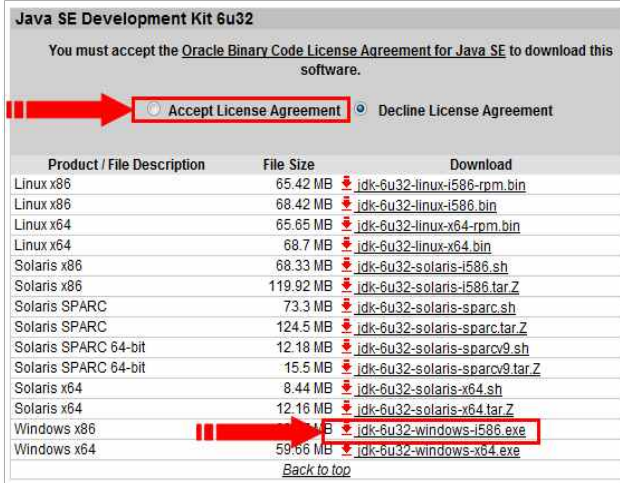 Java SE Development Kit 6u32
You must accept the Oracle Binary Code License Agreement for Java SE to download this
software.
Accept License Agreement Decline License Agreement
Product / File Description File Size Download
Linux x86 65.42 MB jdk-6u32-linux-i586-rpm.bin
Linux x86 68.42 MB jdk-6u32-linux-i586.bin
Linux x64 65.65 MB jdk-6u32-linux-x64-rpm.bin
Linux x64 68.7 MB jdk-6u32-linux-x64.bin
Solaris x86 68.33 MB jdk-6u32-solaris-i586.sh
Solaris x86 119.92 MB jdk-6u32-solaris-i586.tar.Z
Solaris SPARC 73.3 MB jdk-6u32-solaris-sparc.sh
Solaris SPARC 124.5 MB jdk-6u32-solaris-sparc.tar.Z
Solaris SPARC 64-bit 12.18 MB jdk-6u32-solaris-sparcv9.sh
Solaris SPARC 64-bit 15.5 MB jdk-6u32-solaris-sparcv9.tar.Z
Solaris x64 8.44 MB jdk-6u32-solaris-x64.sh
Solaris x64 12.16 MB jdk-6u32-solaris-x64.tar.Z
Windows x86 jdk-6u32-windows-i586.exe
Windows x64 59.66 MB jdk-6u32-windows-x64.exe
Back to top